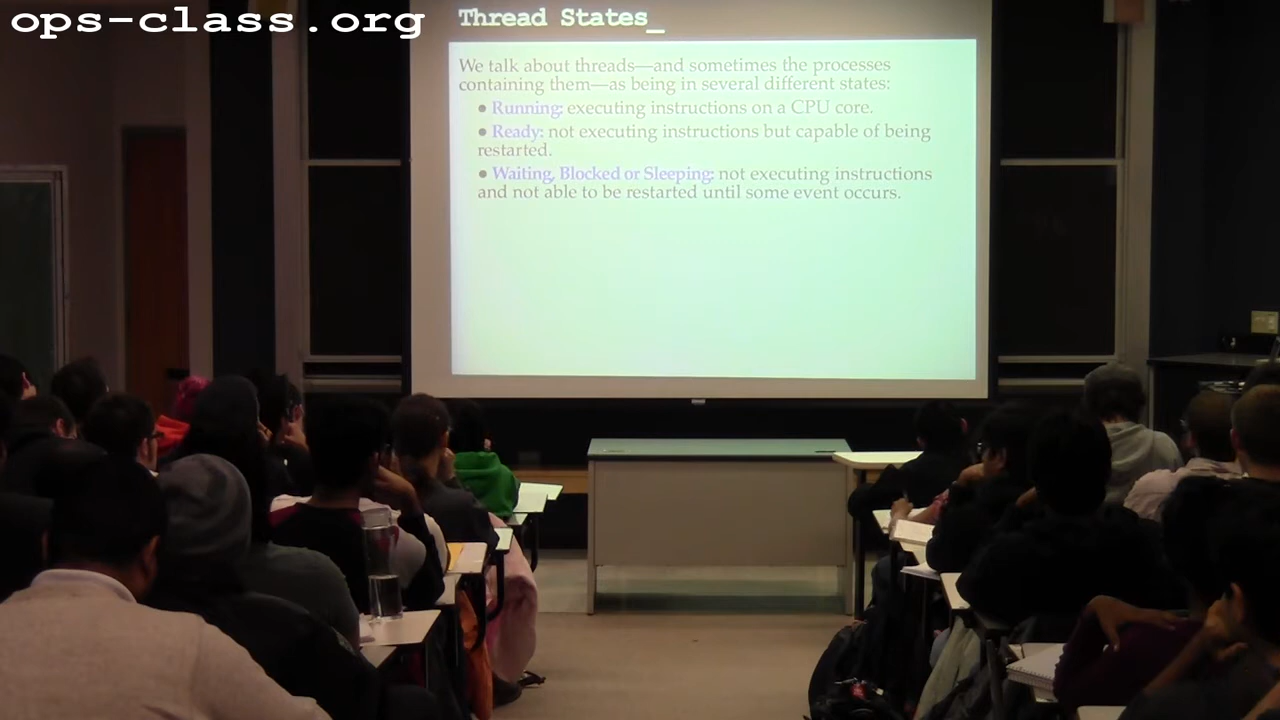 ops-class.org
Thread States_
We talk about threads—and sometimes the processes
containing them—as being in several different states:
● Running: executing instructions on a CPU core.
● Ready: not executing instructions but capable of being
restarted.
● Waiting, Blocked or Sleeping: not executing instructions
and not able to be restarted until some event occurs.